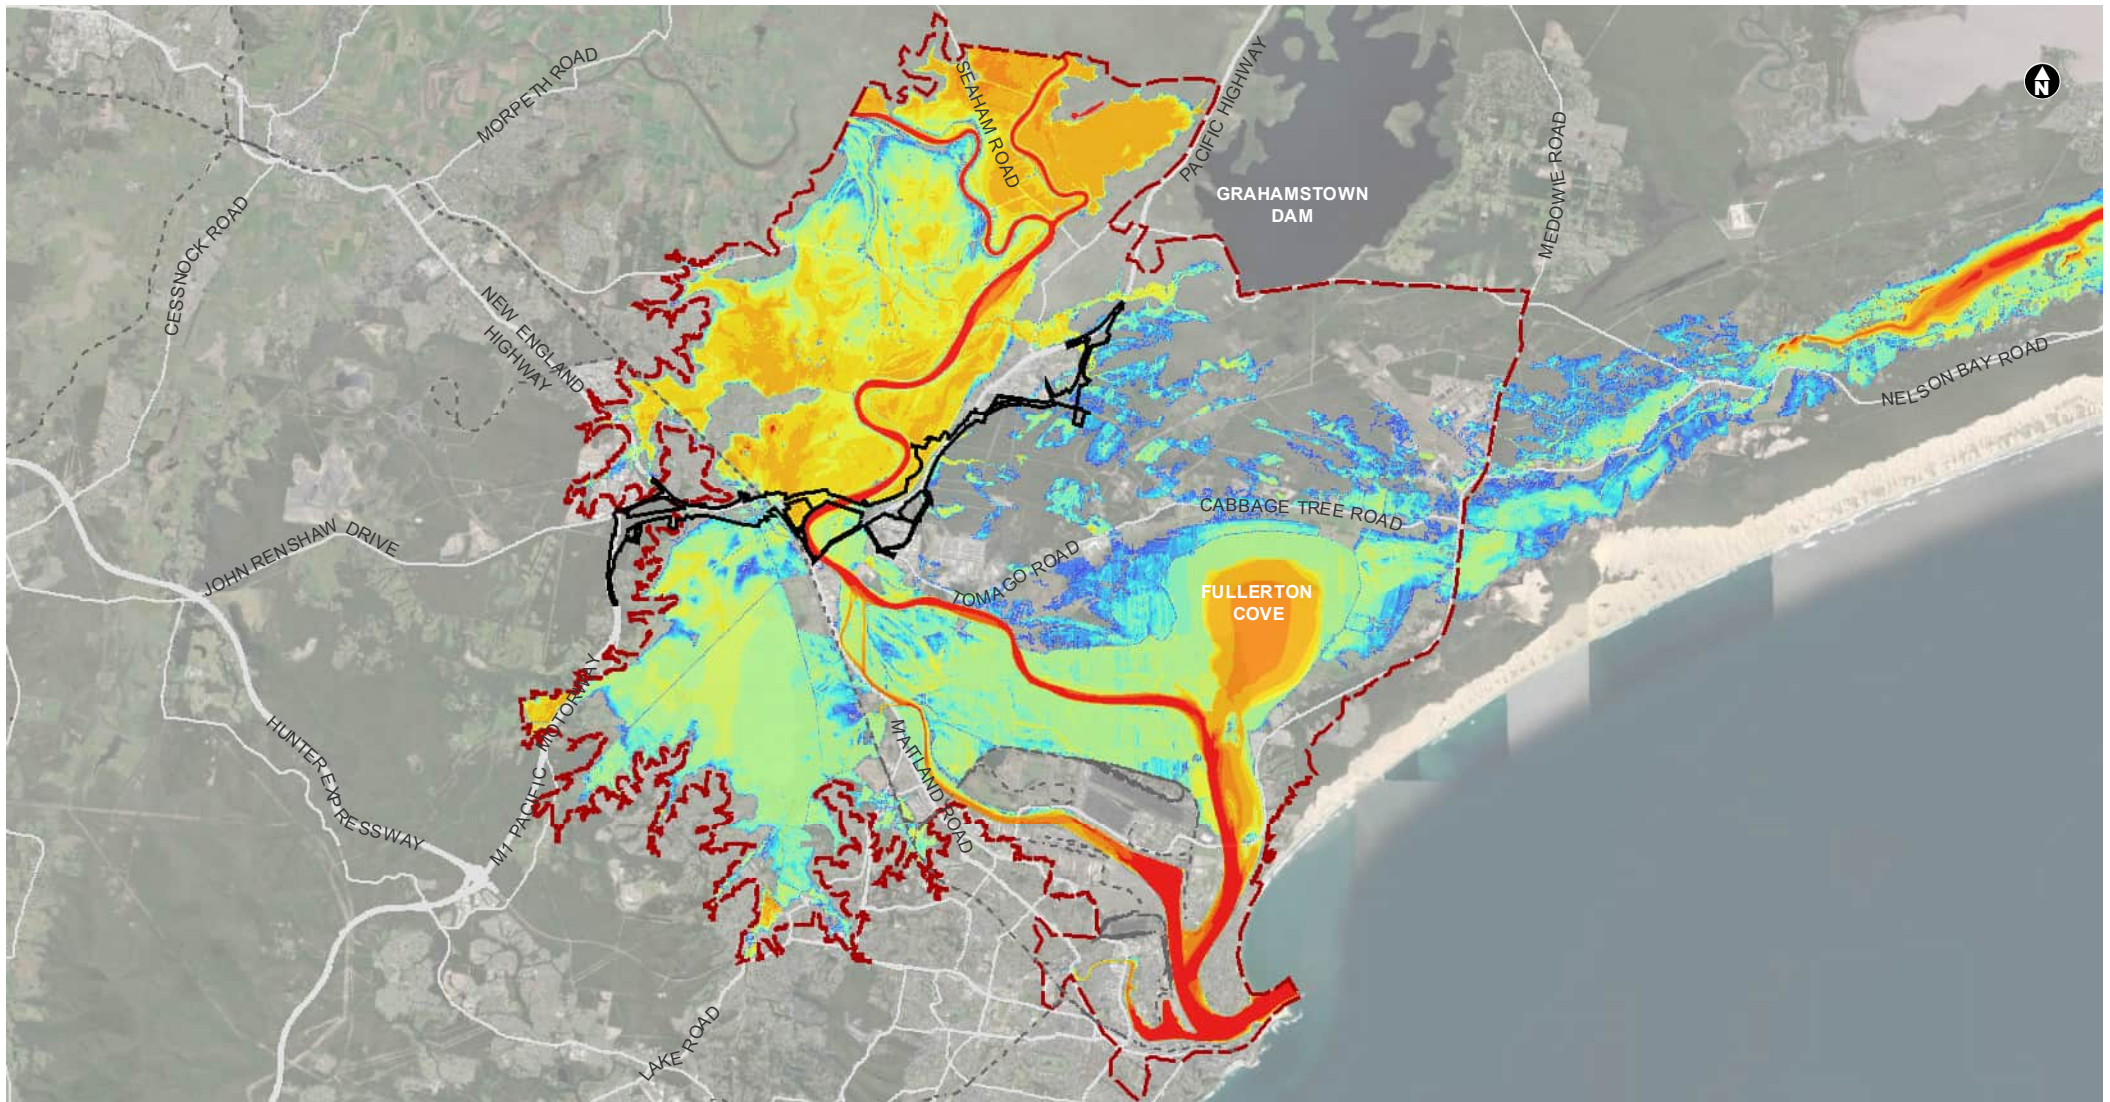 MORPETH ROAD
SEAHAM ROAD
PACIFIC HIGHWAY
N
GRAHAMSTOWN
DAM
MEDOWIE ROAD
CESSNOCK ROAD
NEW ENGLAND
HIGHWAY
NELSON BAY ROAD
CABBAGE TREE ROAD
JOHN RENSHAW DRIVE
TOMAGO ROAD
FULLERTON
COVE
HUNTER EXPRESSWAY
M1 PACIFIC MOTORWAY
MAITLAND ROAD
LAKE ROAD